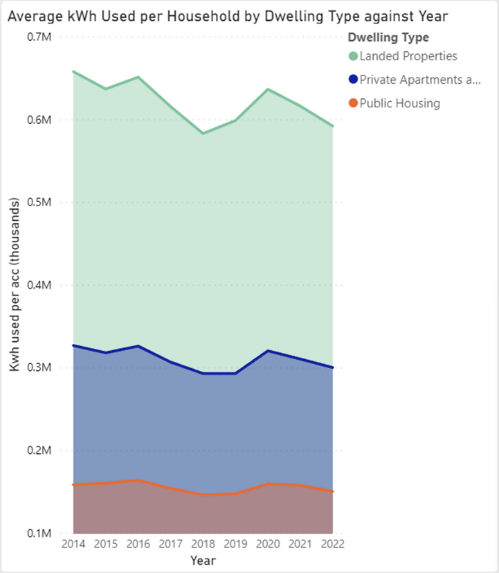 Average kWh Used per Household by Dwelling Type against Year
Dwelling Type
Landed Properties
Private Apartments a...
Public Housing
0.7M
0.6M
0.5M
0.4M
0.3M
0.2M
0.1M
Kwh used per acc (thousands)
2014 2015 2016 2017 2018 2019 2020 2021 2022
Year